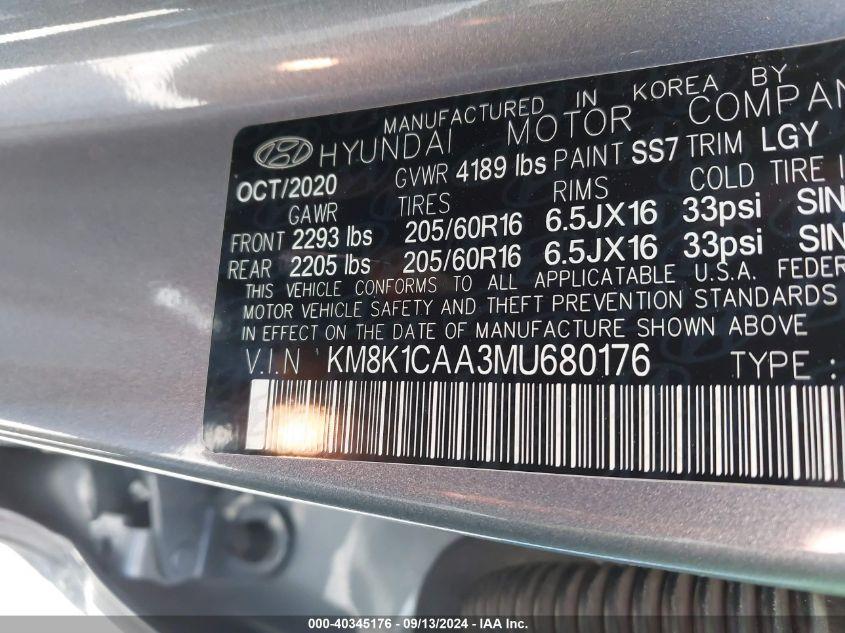 MANUFACTURED IN KOREA BY
HYUNDAI MOTOR COMPAN
OCT/2020 GVWR 4189 lbs PAINT SS7 TRIM LGY
GAWR TIRES RIMS COLD TIRE I
FRONT 2293 lbs 205/60R16 6.5JX16 33psi SIN
REAR 2205 lbs 205/60R16 6.5JX16 33psi SIN
THIS VEHICLE CONFORMS TO ALL APPLICATABLE U.S.A. FEDER
MOTOR VEHICLE SAFETY AND THEFT PREVENTION STANDARDS
IN EFFECT ON THE DATE OF MANUFACTURE SHOWN ABOVE
V.I.N KM8K1CAA3MU680176 TYPE :
000-40345176 - 09/13/2024 - IAA Inc.